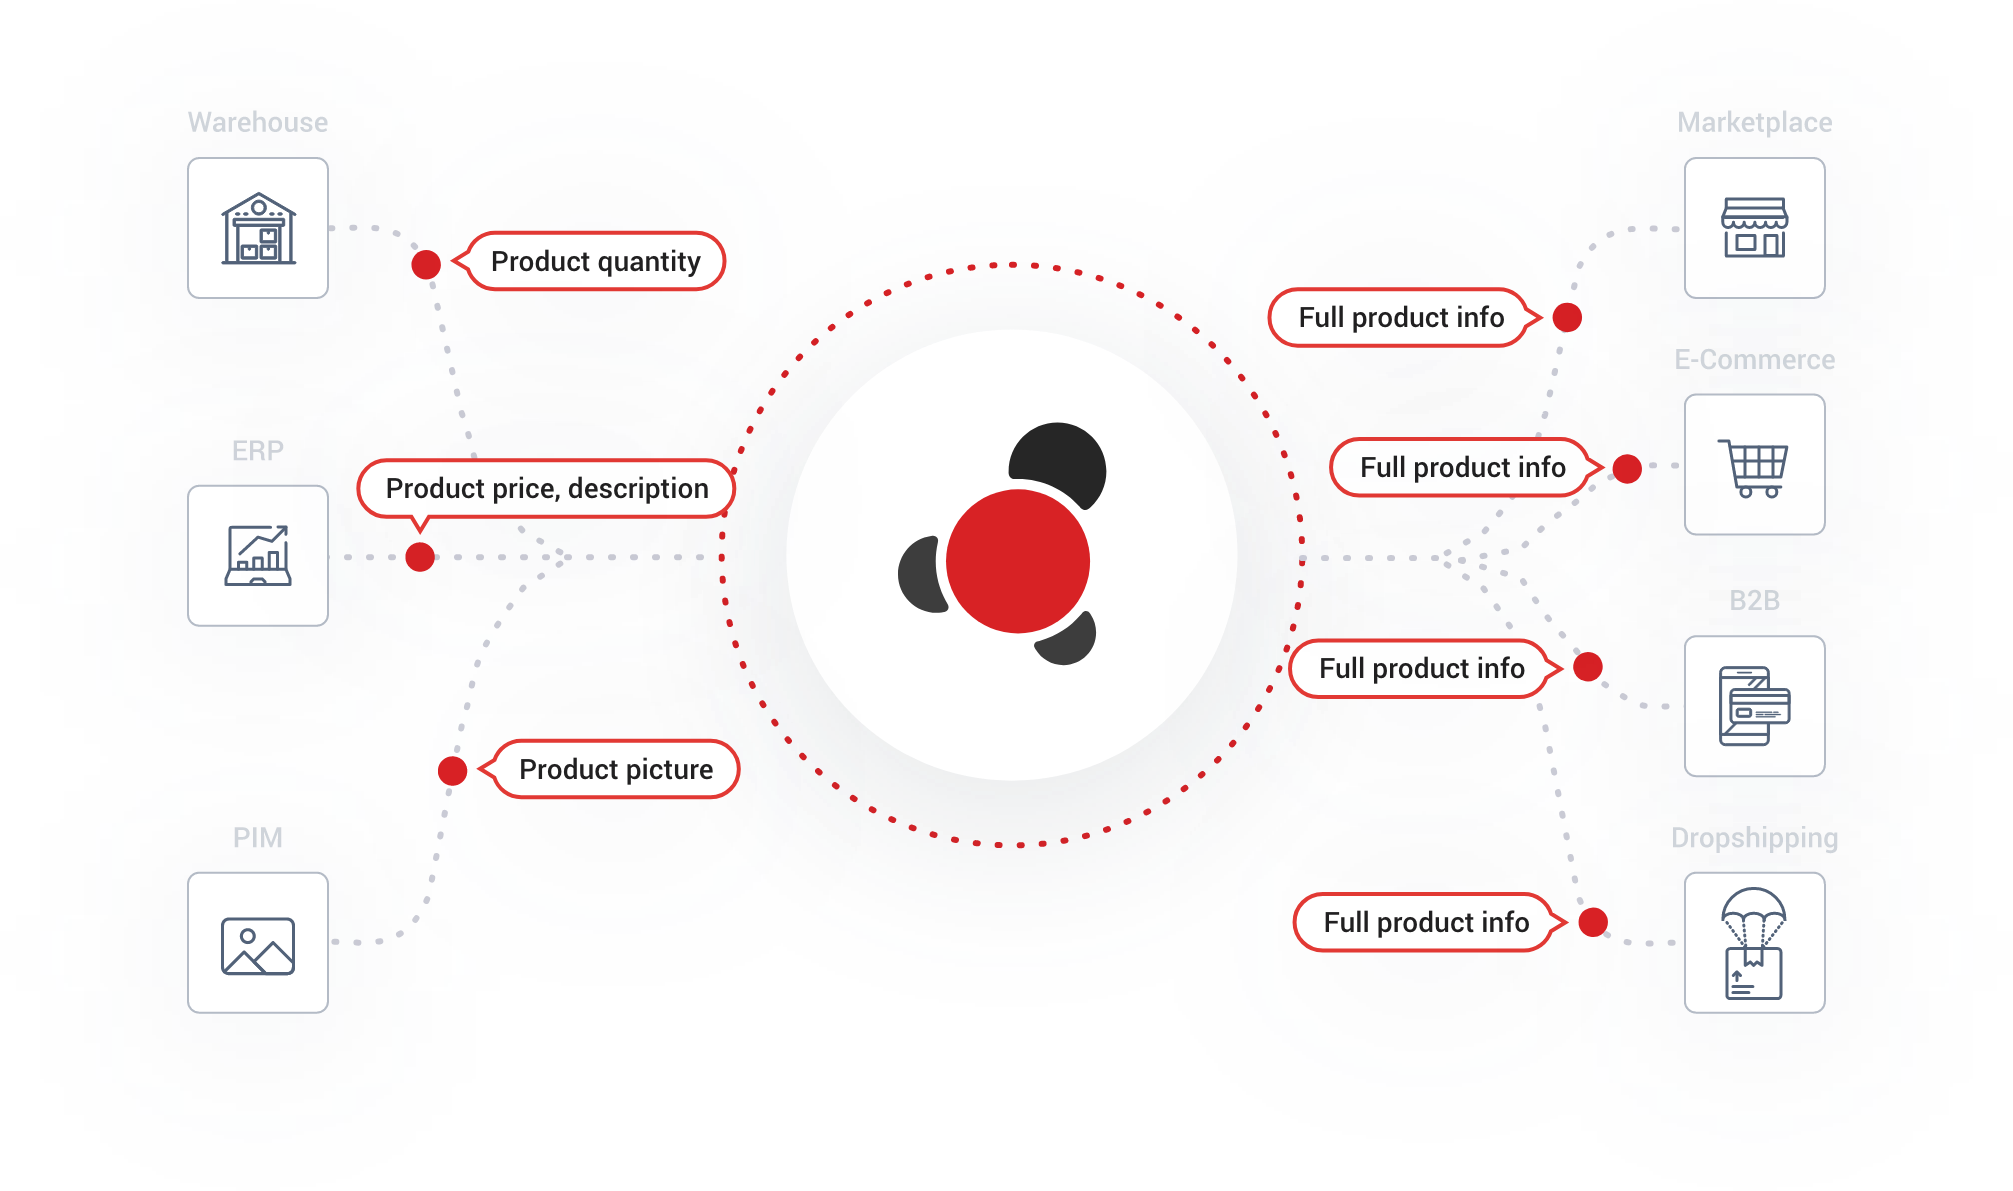 Warehouse
Product quantity
ERP
Product price, description
Product picture
PIM
Marketplace
Full product info
E-Commerce
Full product info
B2B
Full product info
Dropshipping
Full product info